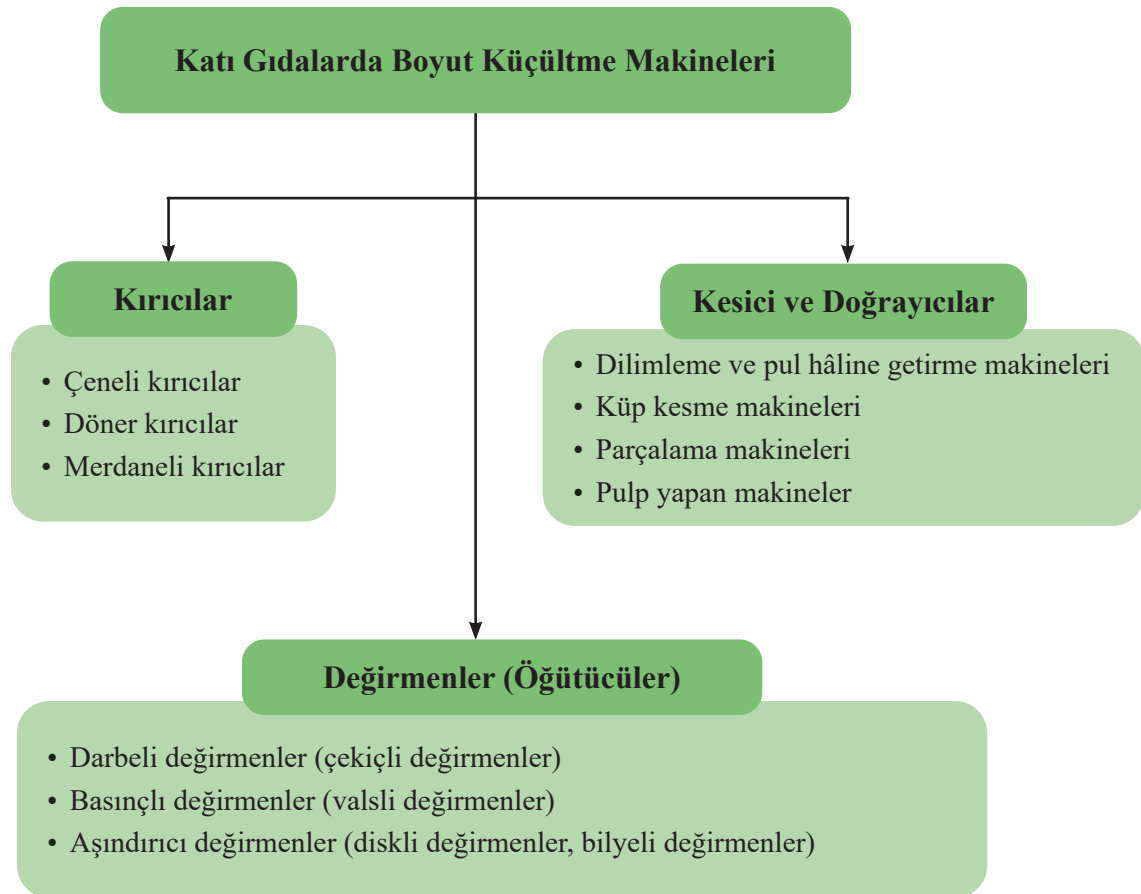 Katı Gıdalarda Boyut Küçültme Makineleri
Kırıcılar
• Çeneli kırıcılar
• Döner kırıcılar
• Merdaneli kırıcılar
Kesici ve Doğrayıcılar
• Dilimleme ve pul hâline getirme makineleri
• Küp kesme makineleri
• Parçalama makineleri
• Pulp yapan makineler
Değirmenler (Öğütücüler)
• Darbeli değirmenler (çekiçli değirmenler)
• Basınçlı değirmenler (valsli değirmenler)
• Aşındırıcı değirmenler (diskli değirmenler, bilyeli değirmenler)